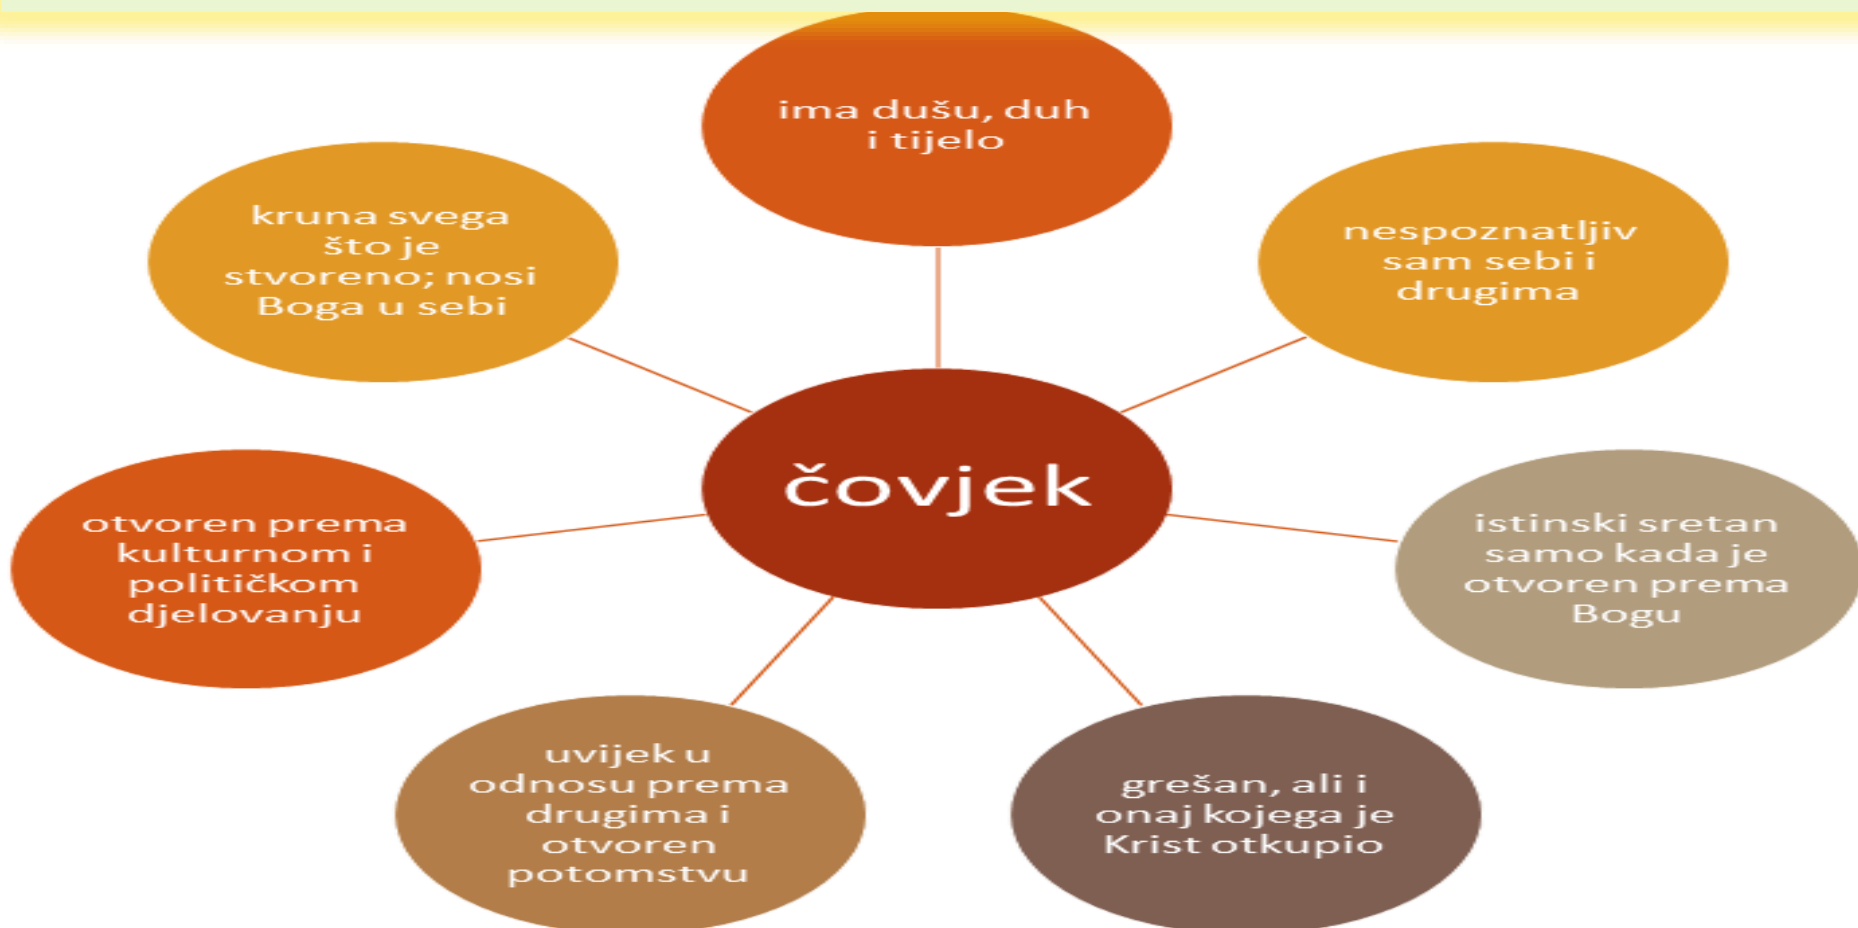 ima dušu, duh
i tijelo
nespoznatljiv
sam sebi i
drugima
istinski sretan
samo kada je
otvoren prema
Bogu
grešan, ali i
onaj kojega je
Krist otkupio
uvijek u
odnosu prema
drugima i
otvoren
potomstvu
otvoren prema
kulturnom i
političkom
djelovanju
kruna svega
što je
stvoreno; nosi
Boga u sebi
čovjek